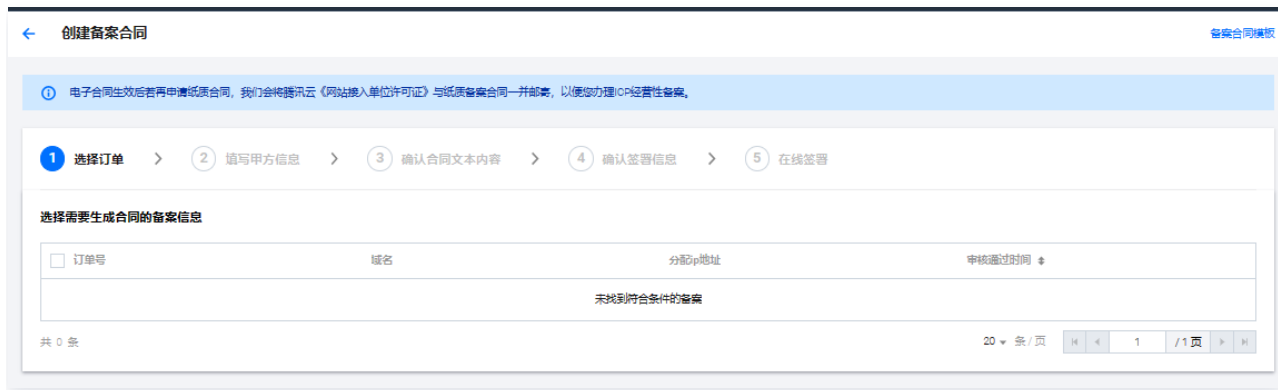 创建备案合同 备案合同模板
电子合同生效后若再申请纸质合同，我们会将腾讯云《网站接入单位许可证》与纸质备案合同一并邮寄，以便您办理ICP经营性备案。
1 选择订单 2 填写甲方信息 3 确认合同文本内容 4 确认签署信息 5 在线签署
选择需要生成合同的备案信息
订单号 域名 分配ip地址 审核通过时间
未找到符合条件的备案
共 0 条 20 条 / 页 1 / 1 页